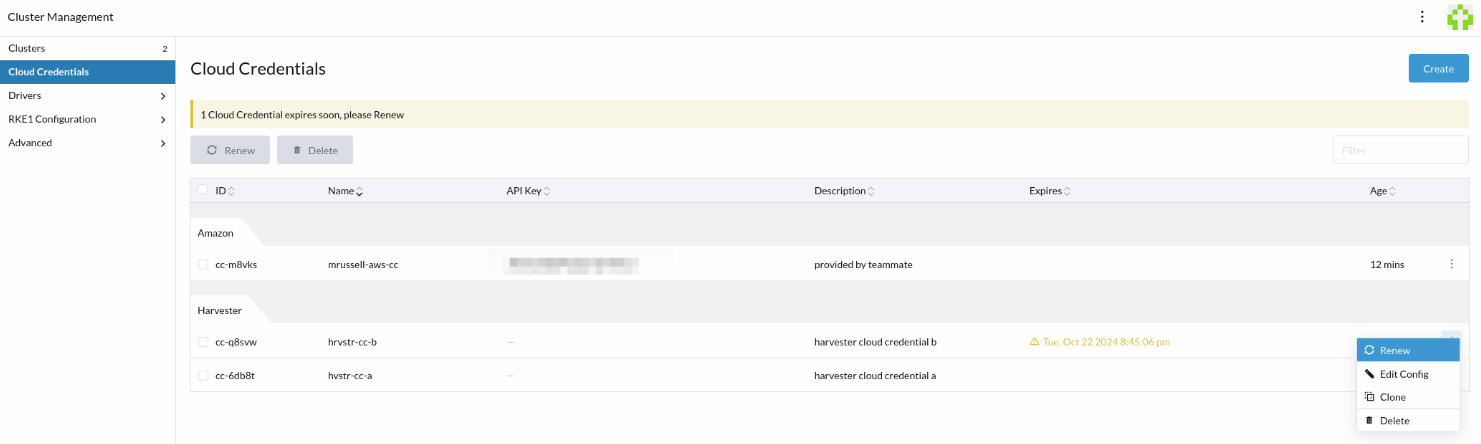 Cluster Management
Clusters 2
Cloud Credentials
Drivers
RKE1 Configuration
Advanced
Cloud Credentials
Create
1 Cloud Credential expires soon, please Renew
Renew Delete Filter
ID Name API Key Description Expires Age
Amazon
cc-m8vks mrussell-aws-cc provided by teammate 12 mins
Harvester
cc-q8svw hrvstr-cc-b — harvester cloud credential b Tue, Oct 22 2024 8:45:06 pm
cc-6db8t hvstr-cc-a — harvester cloud credential a
Renew
Edit Config
Clone
Delete